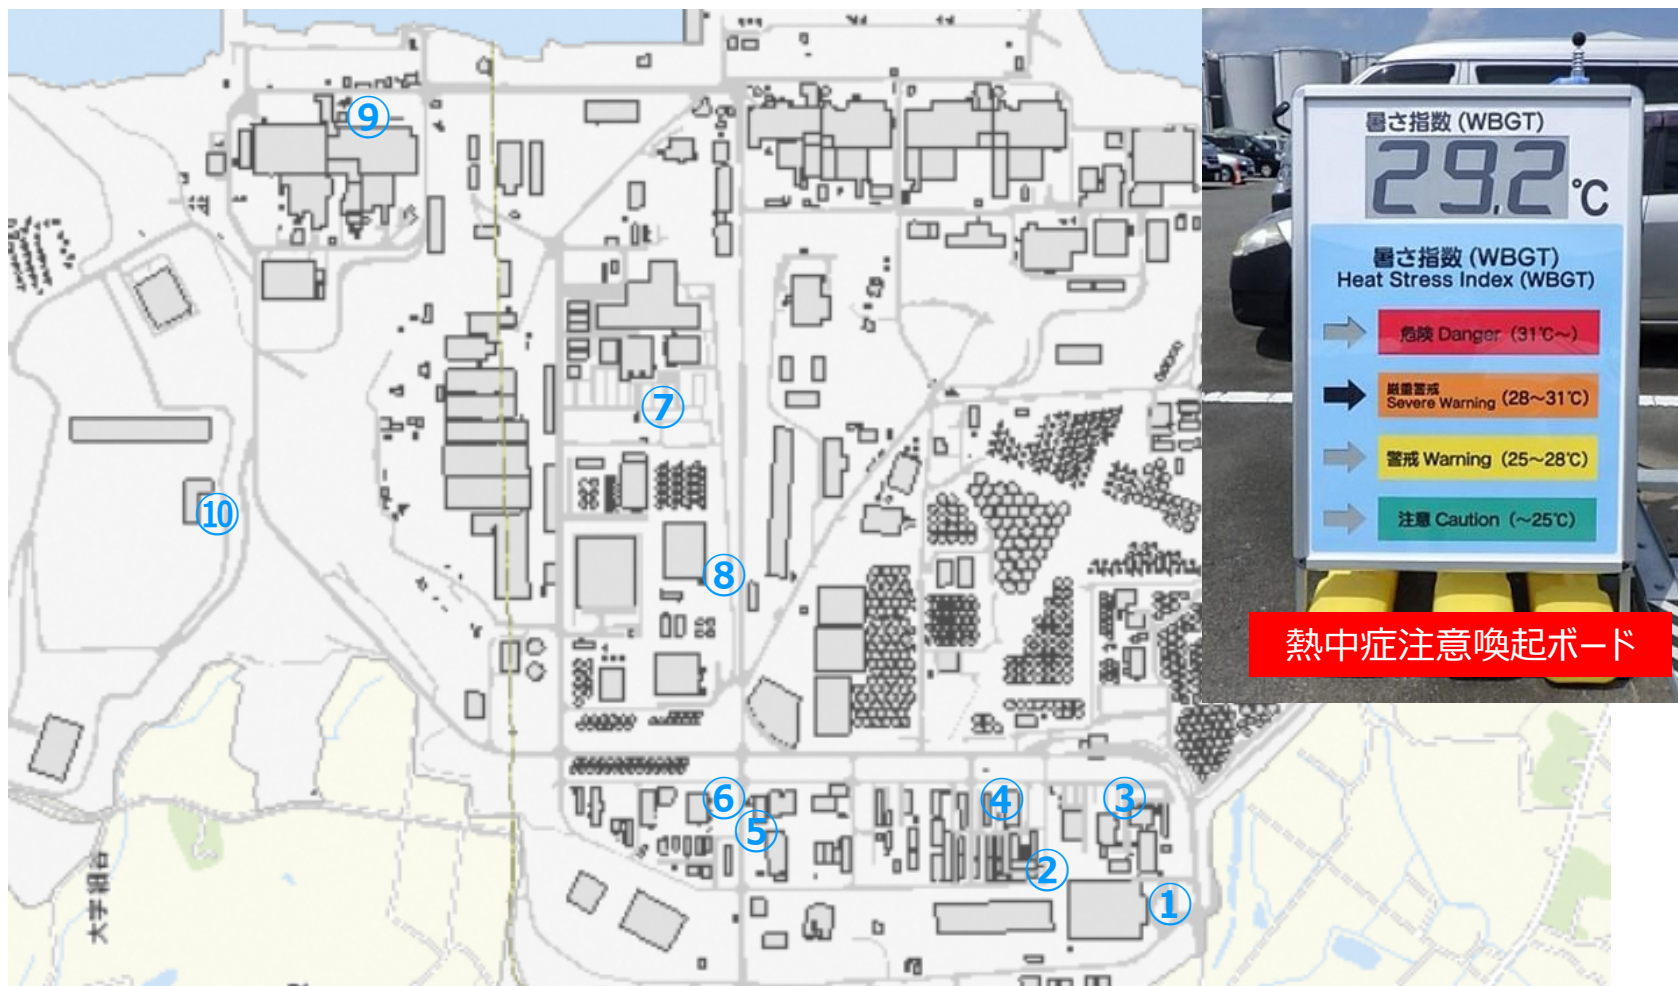 ⑨
⑦
⑩
⑧
⑥
⑤
④
③
②
①
大字細谷
暑さ指数 (WBGT)
29.2 ℃
暑さ指数 (WBGT)
Heat Stress Index (WBGT)
危険 Danger (31℃～)
厳重警戒
Severe Warning (28～31℃)
警戒 Warning (25～28℃)
注意 Caution (～25℃)
熱中症注意喚起ボード